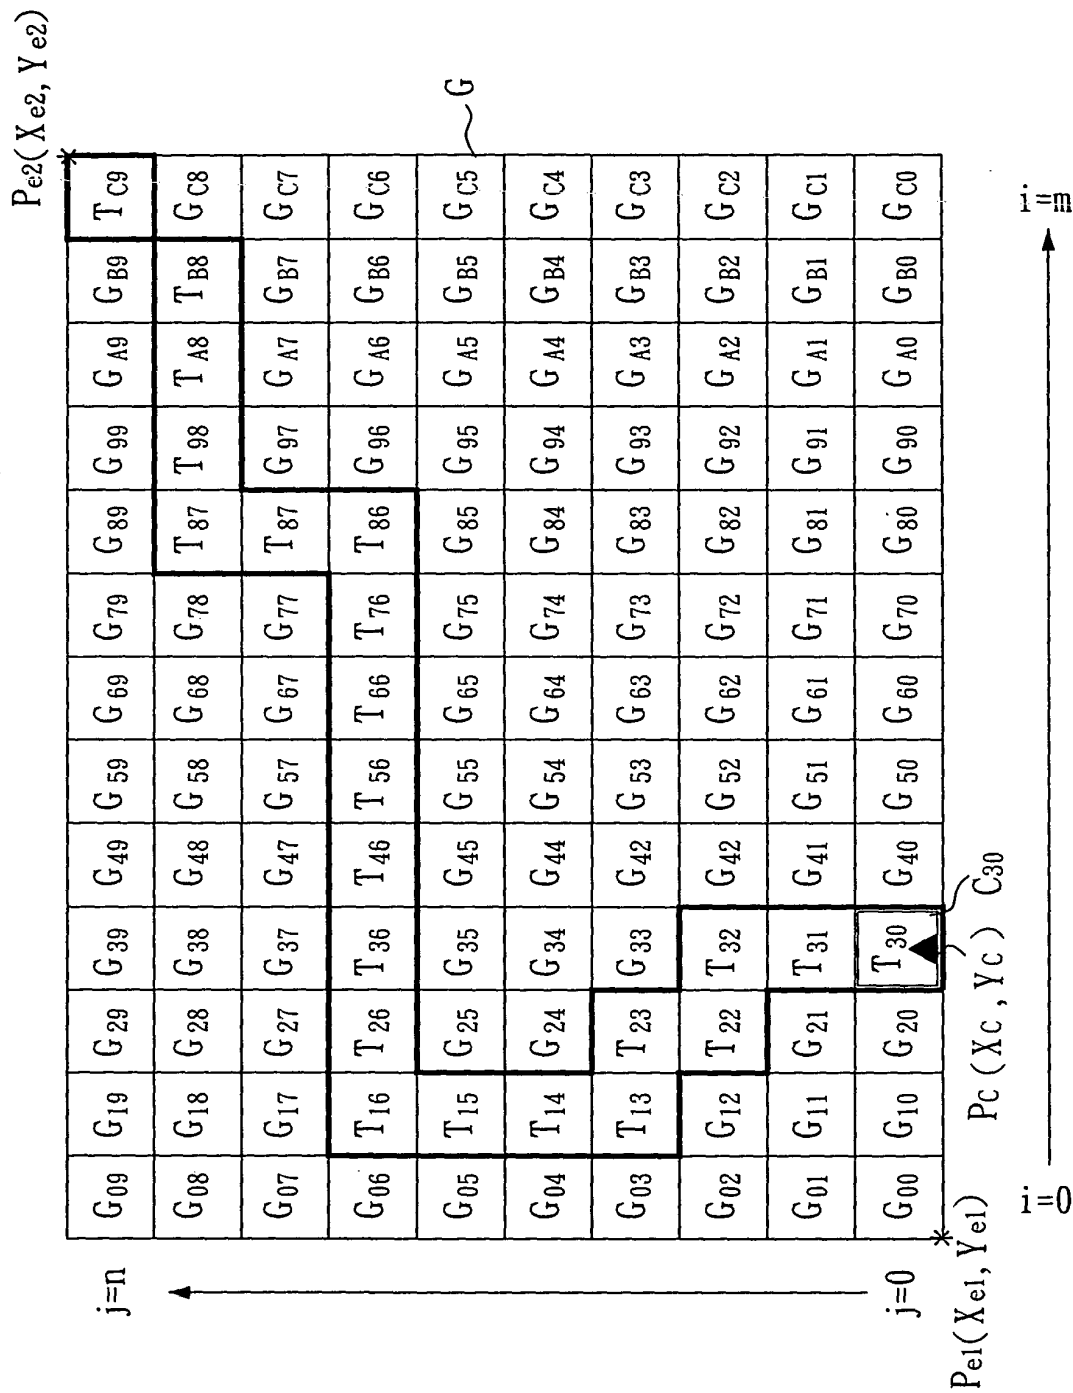 Pe2(Xe2, Ye2)
j=n
G09 G19 G29 G39 G49 G59 G69 G79 G89 G99 GA9 GB9 TC9
G08 G18 G28 G38 G48 G58 G68 G78 T87 T98 TA8 TB8 GC8
G07 G17 G27 G37 G47 G57 G67 G77 T87 G97 GA7 GB7 GC7
G06 T16 T26 T36 T46 T56 T66 T76 T86 G96 GA6 GB6 GC6
G05 T15 G25 G35 G45 G55 G65 G75 G85 G95 GA5 GB5 GC5
G
G04 T14 G24 G34 G44 G54 G64 G74 G84 G94 GA4 GB4 GC4
G03 T13 T23 G33 G42 G53 G63 G73 G83 G93 GA3 GB3 GC3
G02 G12 T22 T32 G42 G52 G62 G72 G82 G92 GA2 GB2 GC2
G01 G11 G21 T31 G41 G51 G61 G71 G81 G91 GA1 GB1 GC1
j=0
G00 G10 G20 T30 G40 G50 G60 G70 G80 G90 GA0 GB0 GC0
Pe1(Xe1, Ye1)
PC(XC, YC)
C30
i=0
i=m